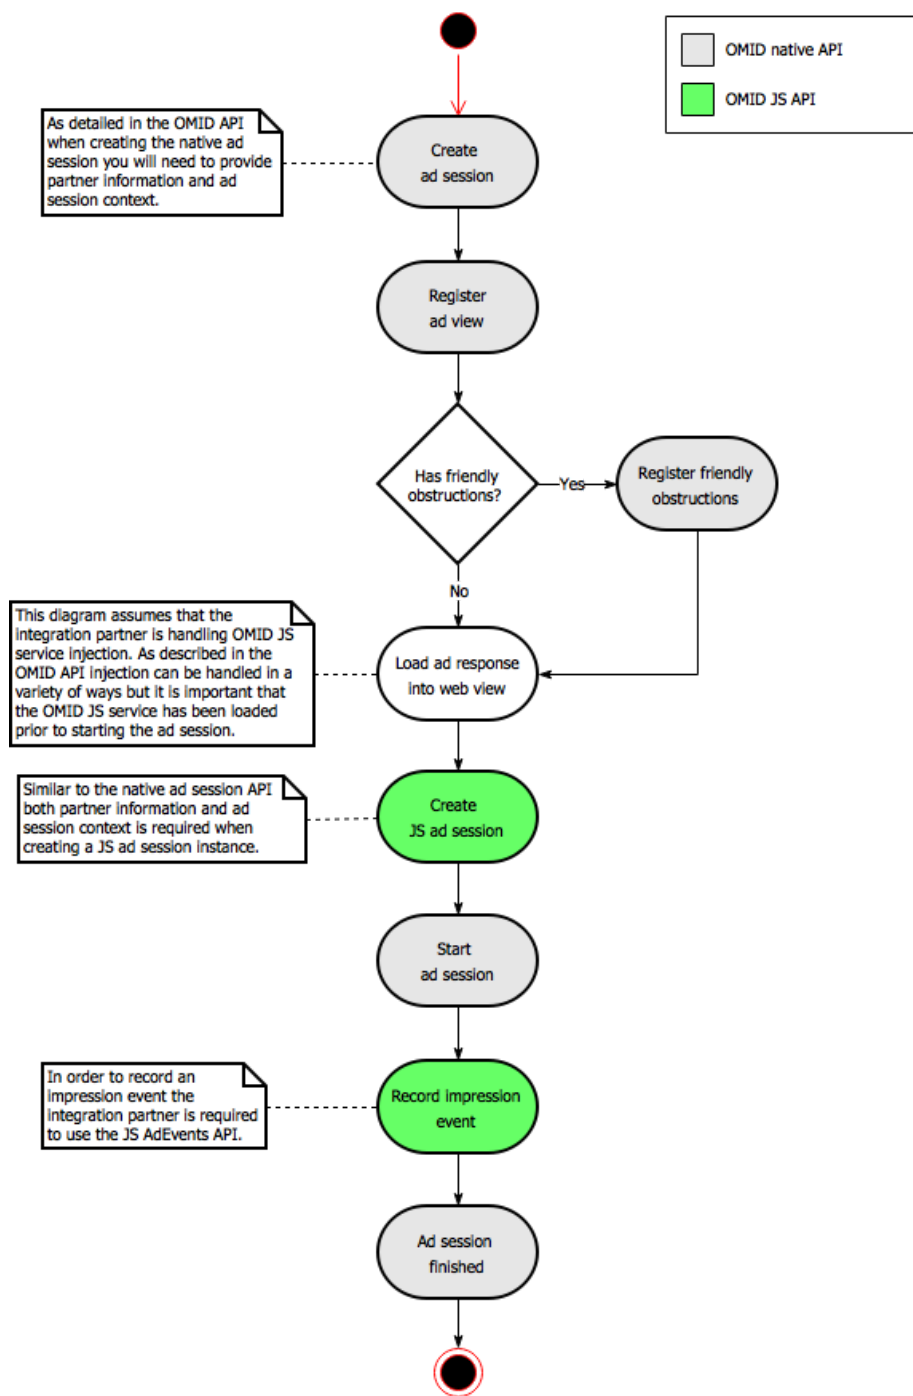 OMID native API
OMID JS API
As detailed in the OMID API
when creating the native ad
session you will need to provide
partner information and ad
session context.
Create
ad session
Register
ad view
Has friendly
obstructions?
Yes
Register friendly
obstructions
No
This diagram assumes that the
integration partner is handling OMID JS
service injection. As described in the
OMID API injection can be handled in a
variety of ways but it is important that
the OMID JS service has been loaded
prior to starting the ad session.
Load ad response
into web view
Similar to the native ad session API
both partner information and ad
session context is required when
creating a JS ad session instance.
Create
JS ad session
Start
ad session
In order to record an
impression event the
integration partner is required
to use the JS AdEvents API.
Record impression
event
Ad session
finished